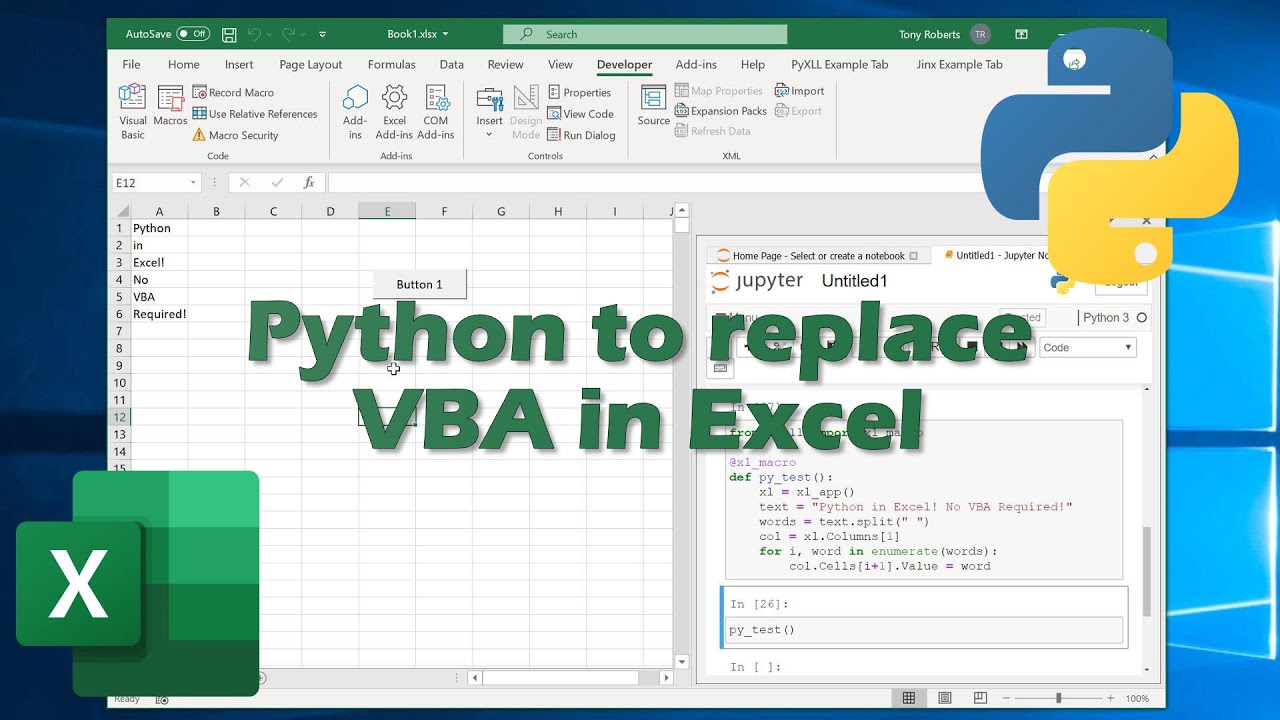 AutoSave Off
Book1.xlsx
Search
Tony Roberts TR
File Home Insert Page Layout Formulas Data Review View Developer Add-ins Help PyXLL Example Tab Jinx Example Tab
Visual Basic
Macros
Record Macro
Use Relative References
Macro Security
Code
Add-ins
Excel Add-ins
COM Add-ins
Add-ins
Insert
Design Mode
Properties
View Code
Run Dialog
Controls
Source
Map Properties
Expansion Packs
Refresh Data
Import
Export
XML
E12
fx
A B C D E F G H I J
1 Python
2 in
3 Excel!
4 No
5 VBA
6 Required!
7
8
9
10
11
12
13
14
15
Button 1
Python to replace
VBA in Excel
X
Home Page - Select or create a notebook
Untitled1 - Jupyter No
jupyter Untitled1
Python 3
Code
@xl_macro
def py_test():
xl = xl_app()
text = "Python in Excel! No VBA Required!"
words = text.split(" ")
col = xl.Columns[1]
for i, word in enumerate(words):
col.Cells[i+1].Value = word
In [26]:
py_test()
In [ ]:
Ready
100%